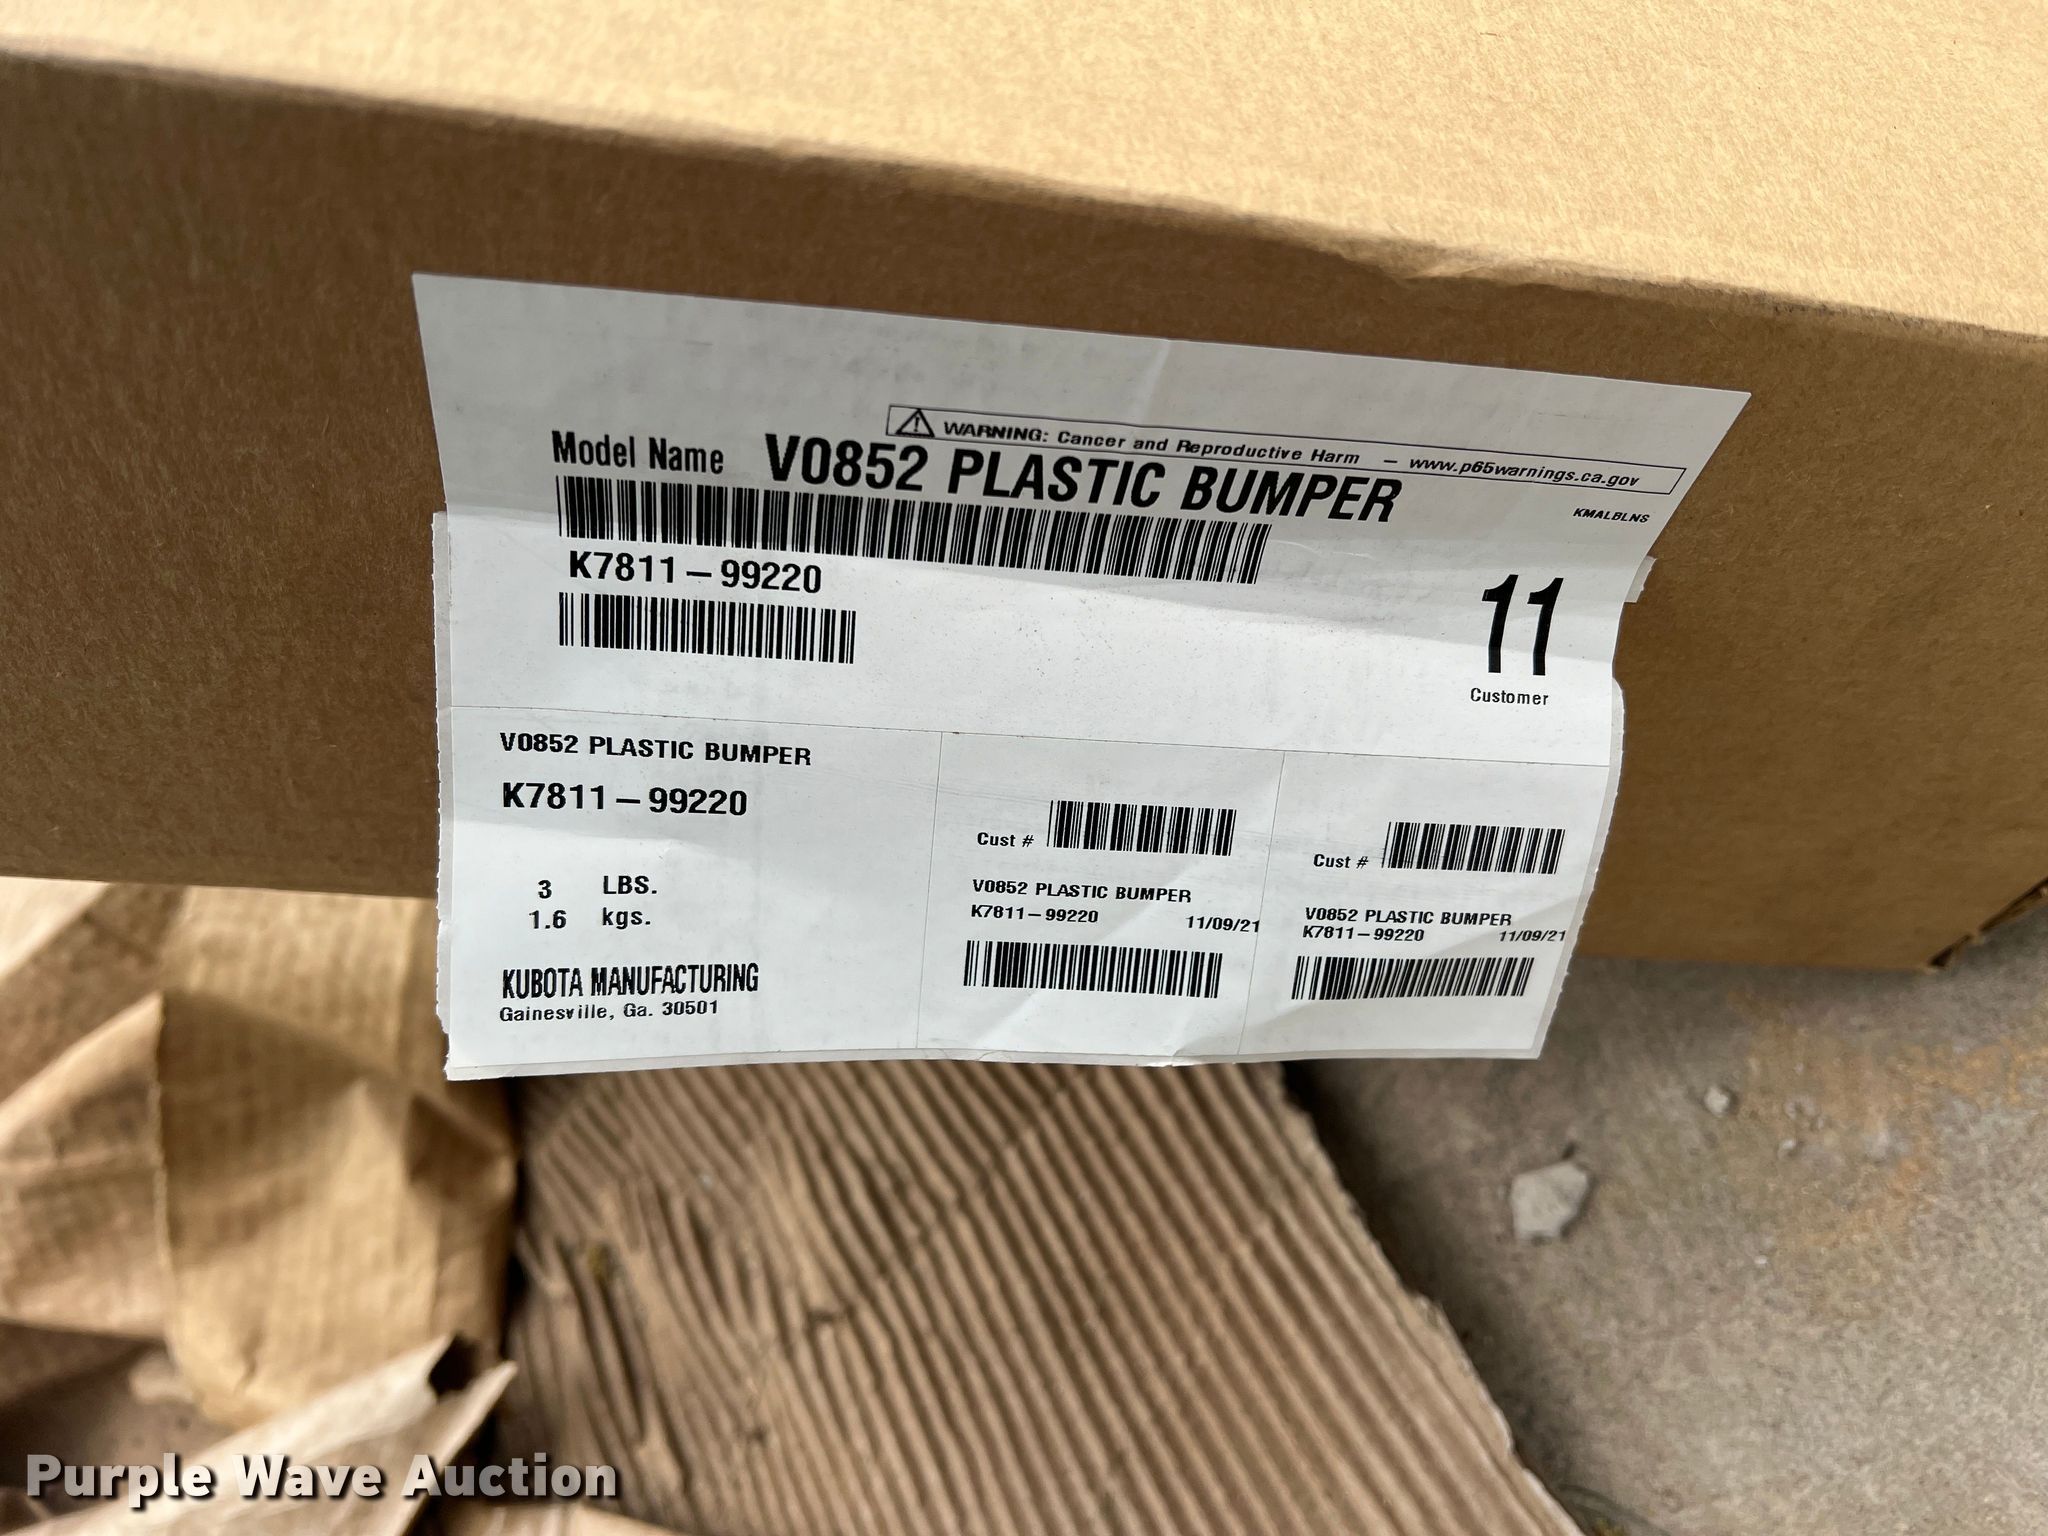 WARNING: Cancer and Reproductive Harm — www.p65warnings.ca.gov
Model Name V0852 PLASTIC BUMPER
KMALBLNS
K7811-99220
11
Customer
V0852 PLASTIC BUMPER
K7811-99220
3 LBS.
1.6 kgs.
KUBOTA MANUFACTURING
Gainesville, Ga. 30501
Cust #
V0852 PLASTIC BUMPER
K7811-99220 11/09/21
Cust #
V0852 PLASTIC BUMPER
K7811-99220 11/09/21
Purple Wave Auction